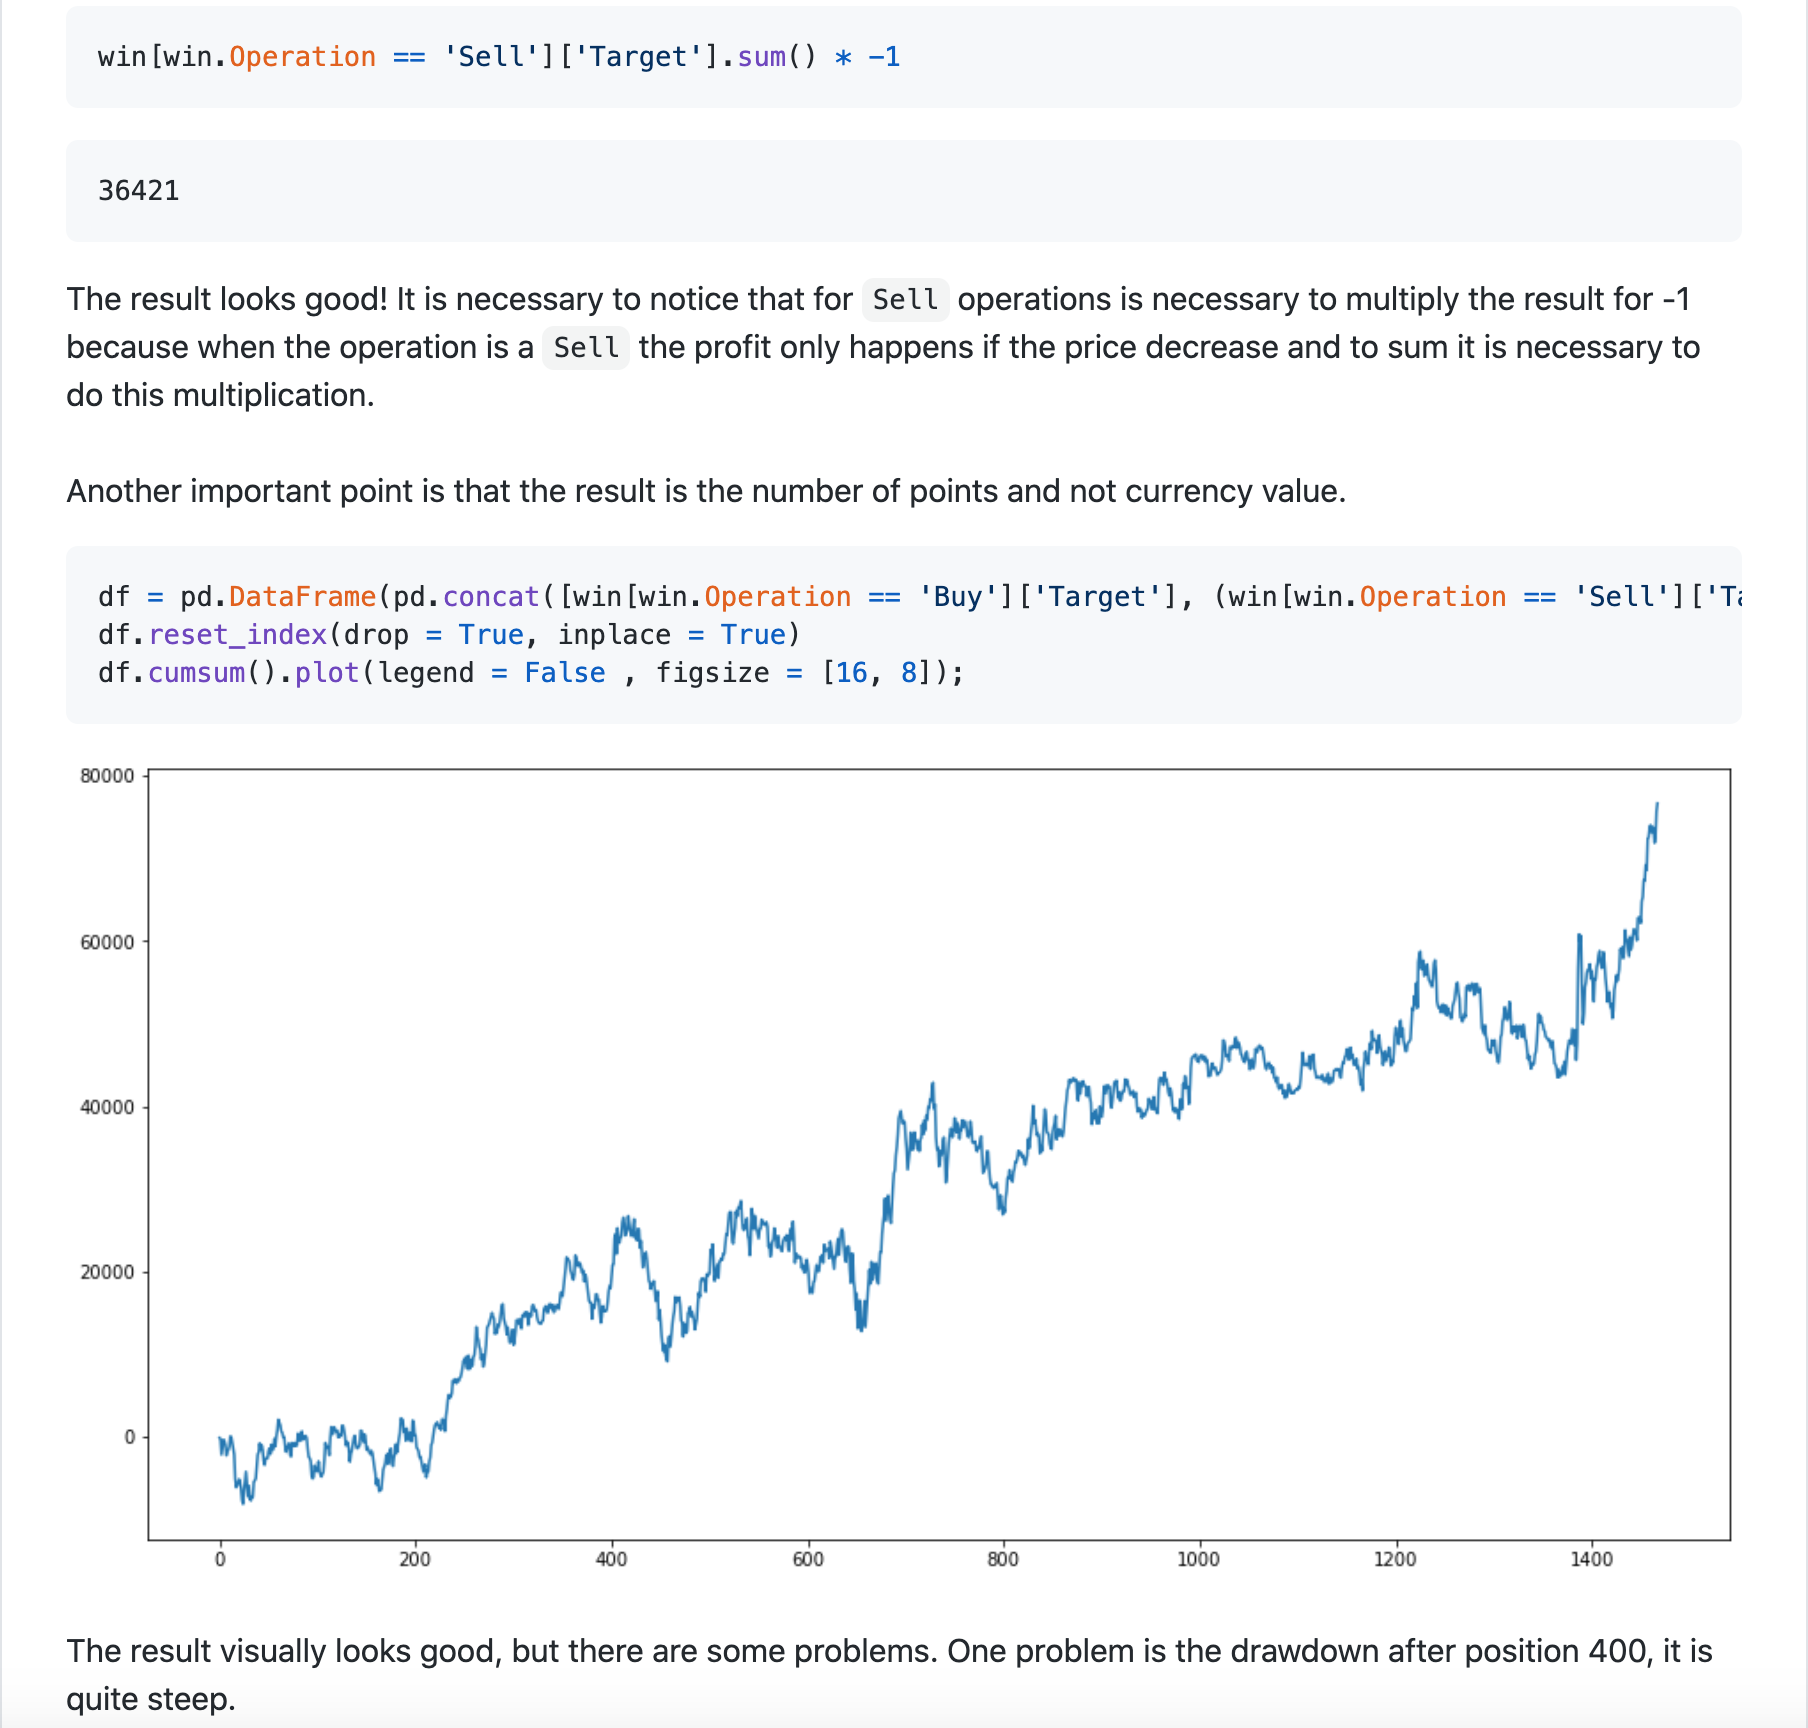 win[win.Operation == 'Sell']['Target'].sum() * -1
36421
The result looks good! It is necessary to notice that for Sell operations is necessary to multiply the result for -1
because when the operation is a Sell the profit only happens if the price decrease and to sum it is necessary to
do this multiplication.
Another important point is that the result is the number of points and not currency value.
df = pd.DataFrame(pd.concat([win[win.Operation == 'Buy']['Target'], (win[win.Operation == 'Sell']['Ta
df.reset_index(drop = True, inplace = True)
df.cumsum().plot(legend = False , figsize = [16, 8]);
80000
60000
40000
20000
0
0 200 400 600 800 1000 1200 1400
The result visually looks good, but there are some problems. One problem is the drawdown after position 400, it is
quite steep.